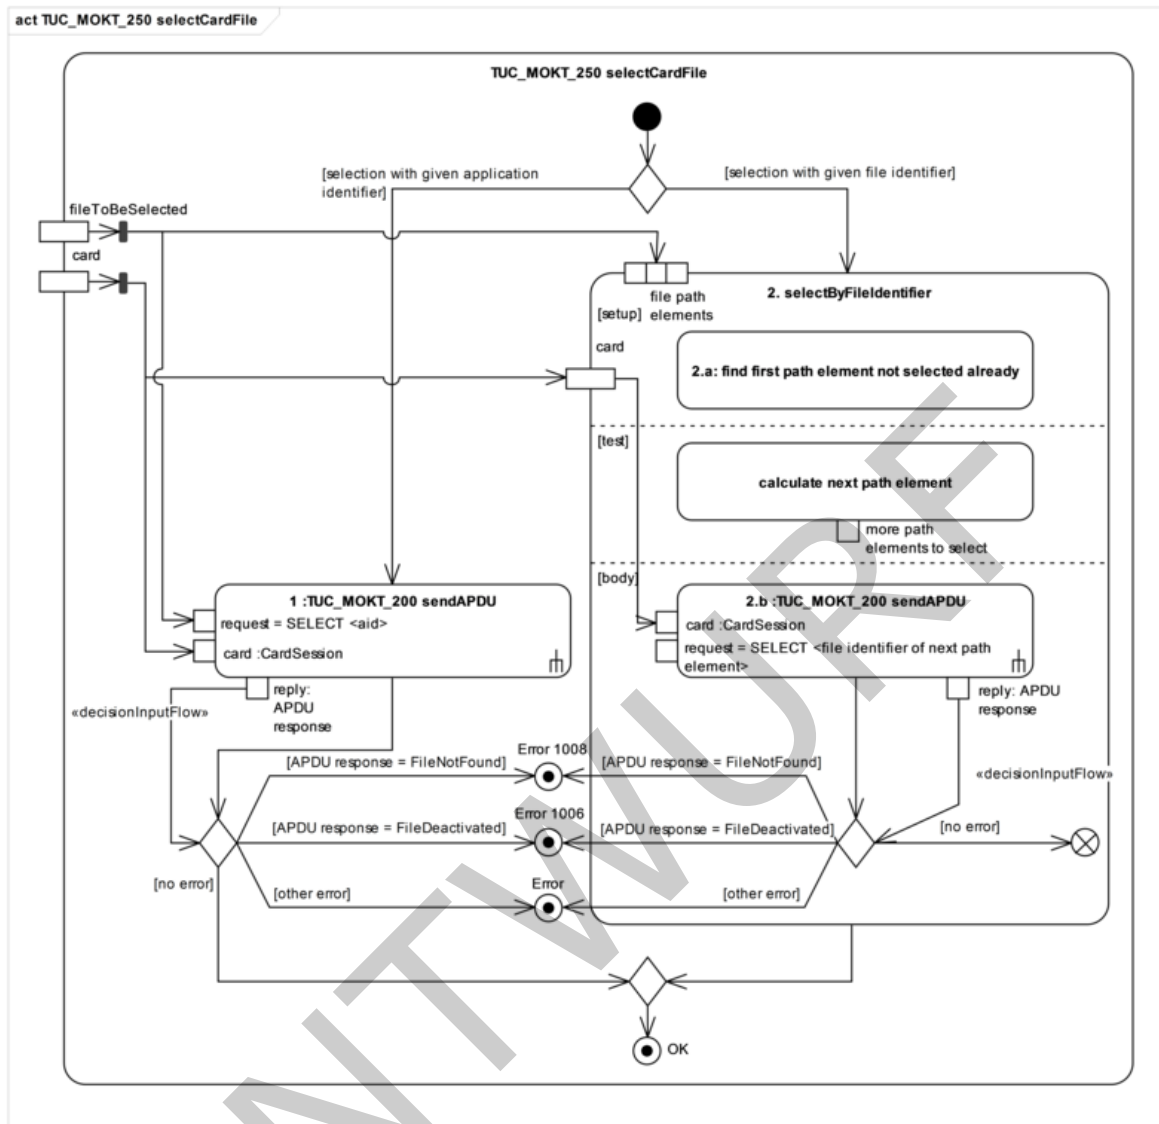 act TUC_MOKT_250 selectCardFile
TUC_MOKT_250 selectCardFile
[selection with given application
identifier]
[selection with given file identifier]
fileToBeSelected
card
2. selectByFileIdentifier
file path
elements
[setup]
card
2.a: find first path element not selected already
[test]
calculate next path element
more path
elements to select
[body]
1 :TUC_MOKT_200 sendAPDU
request = SELECT <aid>
card :CardSession
reply:
APDU
response
«decisionInputFlow»
2.b :TUC_MOKT_200 sendAPDU
card :CardSession
request = SELECT <file identifier of next path
element>
reply: APDU
response
«decisionInputFlow»
Error 1008
[APDU response = FileNotFound]
[APDU response = FileNotFound]
Error 1006
[APDU response = FileDeactivated]
[APDU response = FileDeactivated]
[no error]
[no error]
Error
[other error]
[other error]
OK
NTWURF